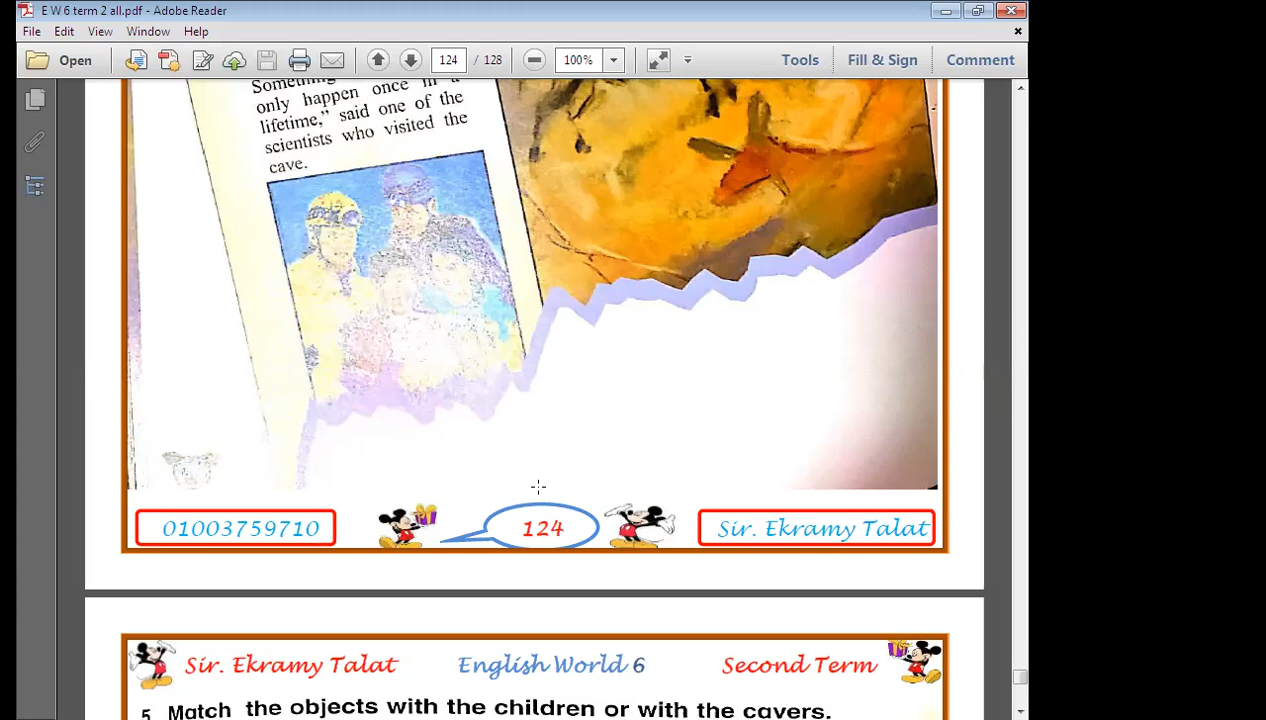 E W 6 term 2 all.pdf - Adobe Reader
File Edit View Window Help
Open 124 / 128 100% Tools Fill & Sign Comment
Something
only happen once in a
lifetime," said one of the
scientists who visited the
cave.
01003759710 124 Sir. Ekramy Talat
Sir. Ekramy Talat English World 6 Second Term
5 Match the objects with the children or with the cavers.